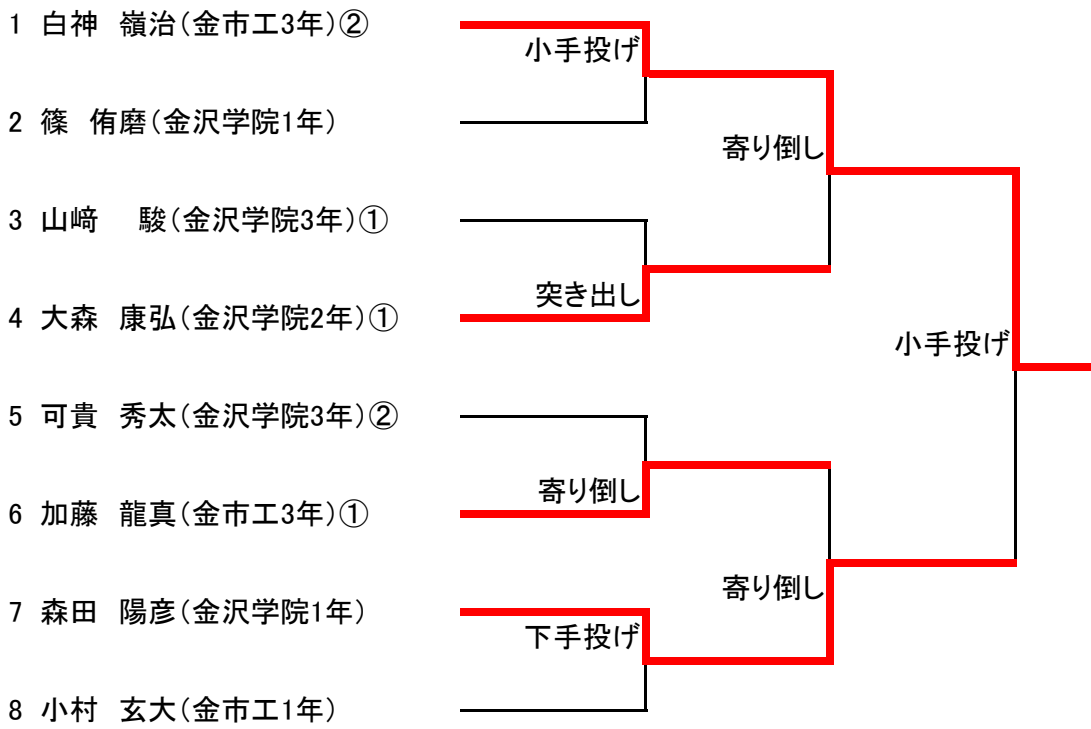 1 白神　嶺治(金市工3年)②
小手投げ
2 篠　侑磨(金沢学院1年)
寄り倒し
3 山﨑　駿(金沢学院3年)①
突き出し
4 大森　康弘(金沢学院2年)①
小手投げ
5 可貴　秀太(金沢学院3年)②
寄り倒し
6 加藤　龍真(金市工3年)①
寄り倒し
7 森田　陽彦(金沢学院1年)
下手投げ
8 小村　玄大(金市工1年)